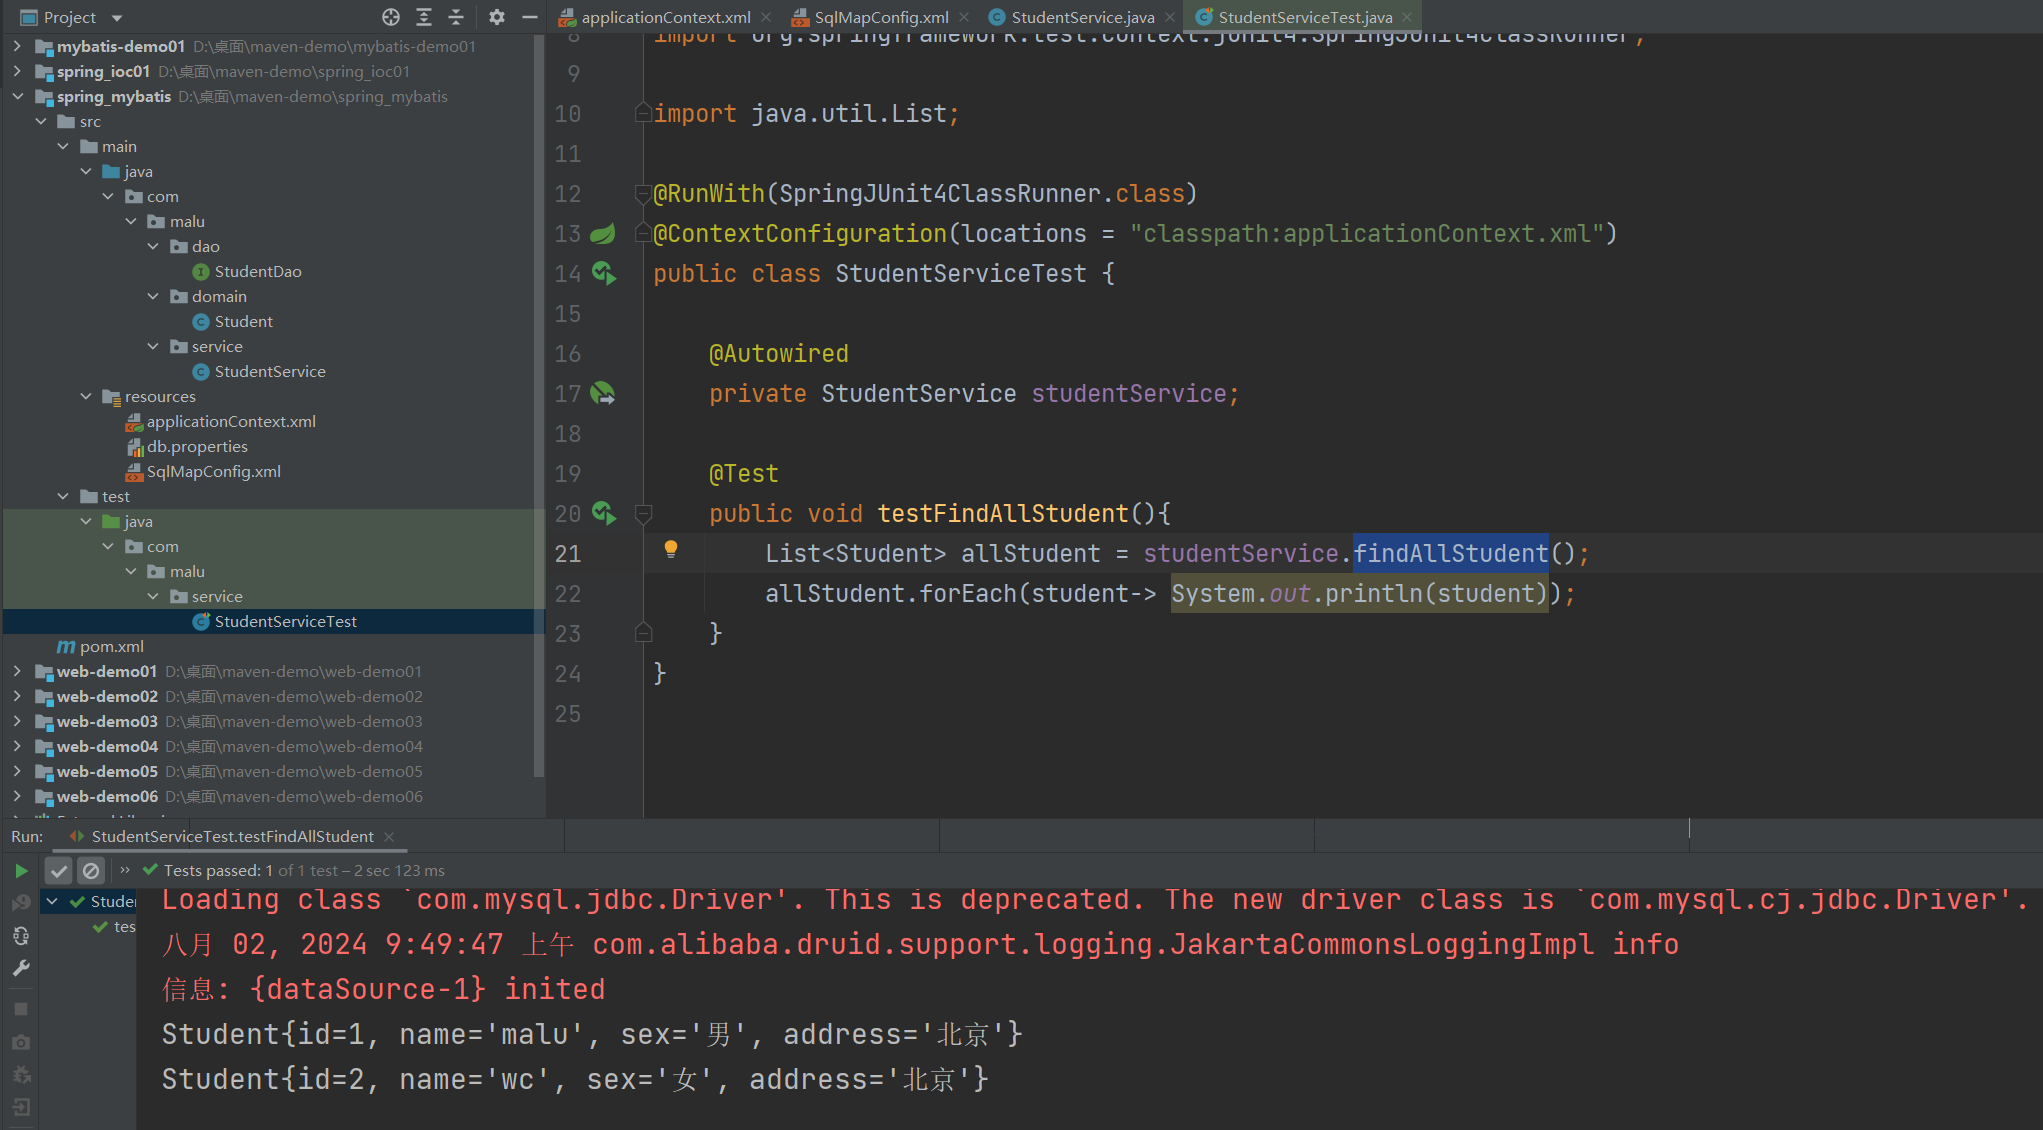 Project
applicationContext.xml
SqlMapConfig.xml
StudentService.java
StudentServiceTest.java
mybatis-demo01 D:\桌面\maven-demo\mybatis-demo01
spring_ioc01 D:\桌面\maven-demo\spring_ioc01
spring_mybatis D:\桌面\maven-demo\spring_mybatis
src
main
java
com
malu
dao
StudentDao
domain
Student
service
StudentService
resources
applicationContext.xml
db.properties
SqlMapConfig.xml
test
java
com
malu
service
StudentServiceTest
pom.xml
web-demo01 D:\桌面\maven-demo\web-demo01
web-demo02 D:\桌面\maven-demo\web-demo02
web-demo03 D:\桌面\maven-demo\web-demo03
web-demo04 D:\桌面\maven-demo\web-demo04
web-demo05 D:\桌面\maven-demo\web-demo05
web-demo06 D:\桌面\maven-demo\web-demo06
8 import org.springframework.test.context.junit4.SpringJUnit4ClassRunner;
9
10 import java.util.List;
11
12 @RunWith(SpringJUnit4ClassRunner.class)
13 @ContextConfiguration(locations = "classpath:applicationContext.xml")
14 public class StudentServiceTest {
15
16 @Autowired
17 private StudentService studentService;
18
19 @Test
20 public void testFindAllStudent(){
21 List<Student> allStudent = studentService.findAllStudent();
22 allStudent.forEach(student-> System.out.println(student));
23 }
24 }
25
Run: StudentServiceTest.testFindAllStudent
Tests passed: 1 of 1 test – 2 sec 123 ms
Studen
tes
Loading class `com.mysql.jdbc.Driver'. This is deprecated. The new driver class is `com.mysql.cj.jdbc.Driver'.
八月 02, 2024 9:49:47 上午 com.alibaba.druid.support.logging.JakartaCommonsLoggingImpl info
信息: {dataSource-1} inited
Student{id=1, name='malu', sex='男', address='北京'}
Student{id=2, name='wc', sex='女', address='北京'}